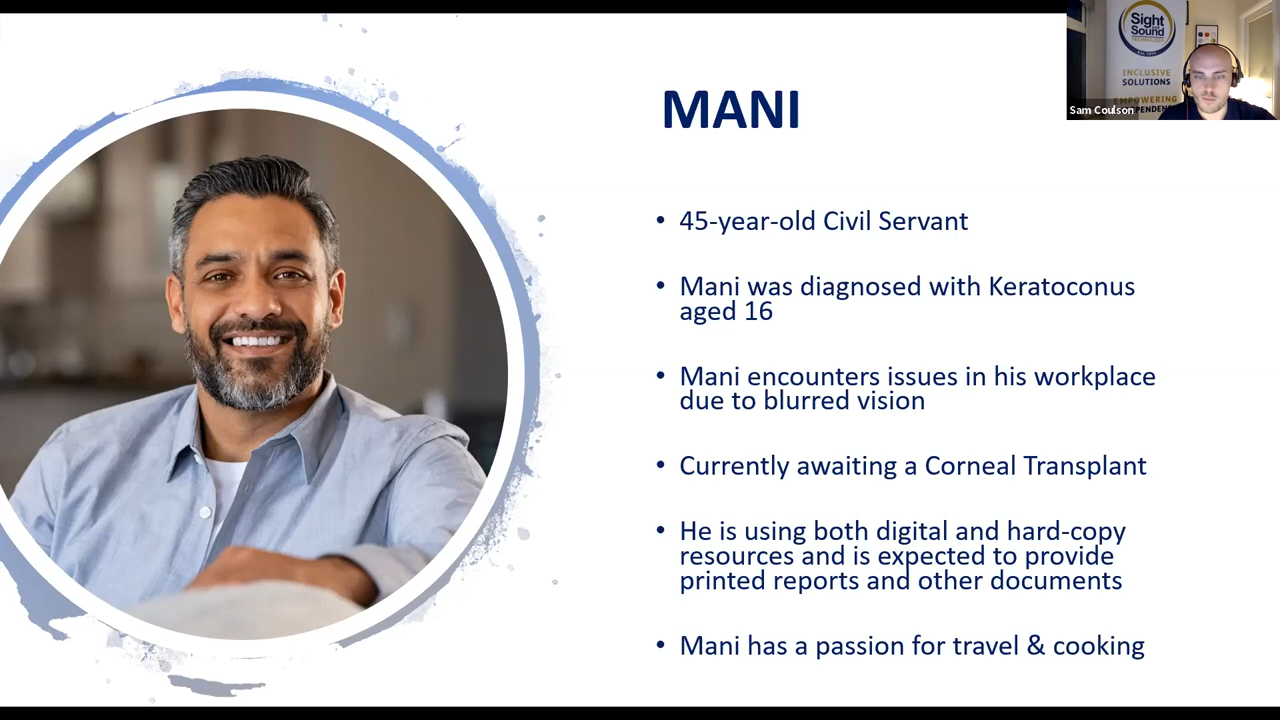 MANI
• 45-year-old Civil Servant
• Mani was diagnosed with Keratoconus
aged 16
• Mani encounters issues in his workplace
due to blurred vision
• Currently awaiting a Corneal Transplant
• He is using both digital and hard-copy
resources and is expected to provide
printed reports and other documents
• Mani has a passion for travel & cooking
Sight
Sound
INCLUSIVE
SOLUTIONS
EMPOWERING
Sam Coulson